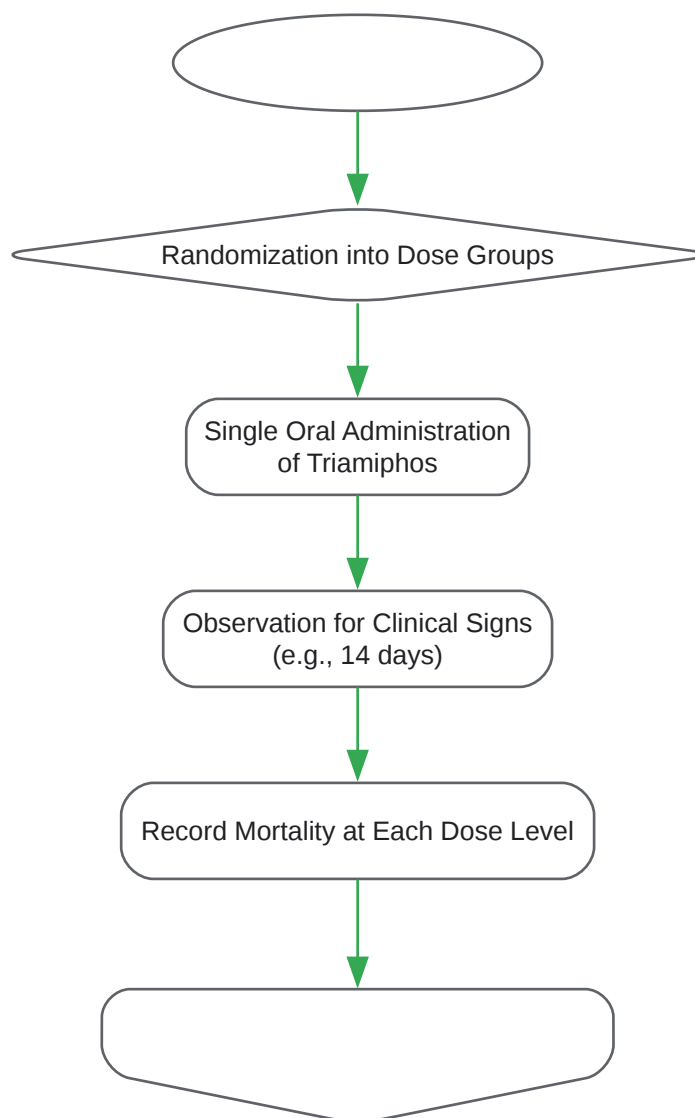 Randomization into Dose Groups
Single Oral Administration
of Triamiphos
Observation for Clinical Signs
(e.g., 14 days)
Record Mortality at Each Dose Level